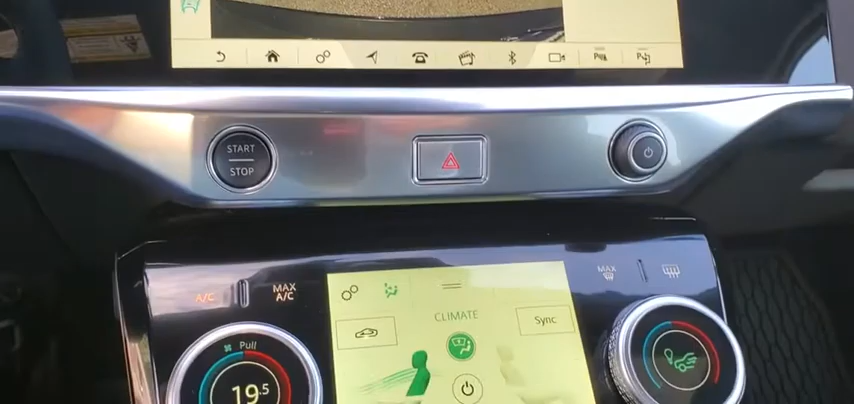 START
STOP
A/C
MAX
A/C
CLIMATE
Sync
MAX
Pull
19.5